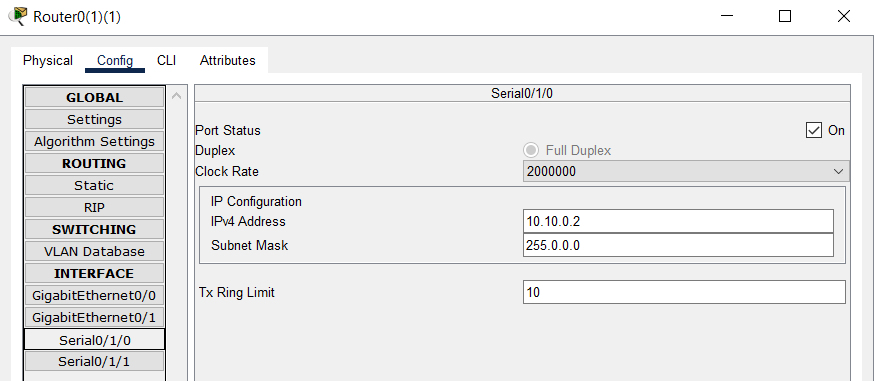 Router0(1)(1)
Physical Config CLI Attributes
GLOBAL
Settings
Algorithm Settings
ROUTING
Static
RIP
SWITCHING
VLAN Database
INTERFACE
GigabitEthernet0/0
GigabitEthernet0/1
Serial0/1/0
Serial0/1/1
Serial0/1/0
Port Status On
Duplex Full Duplex
Clock Rate 2000000
IP Configuration
IPv4 Address 10.10.0.2
Subnet Mask 255.0.0.0
Tx Ring Limit 10